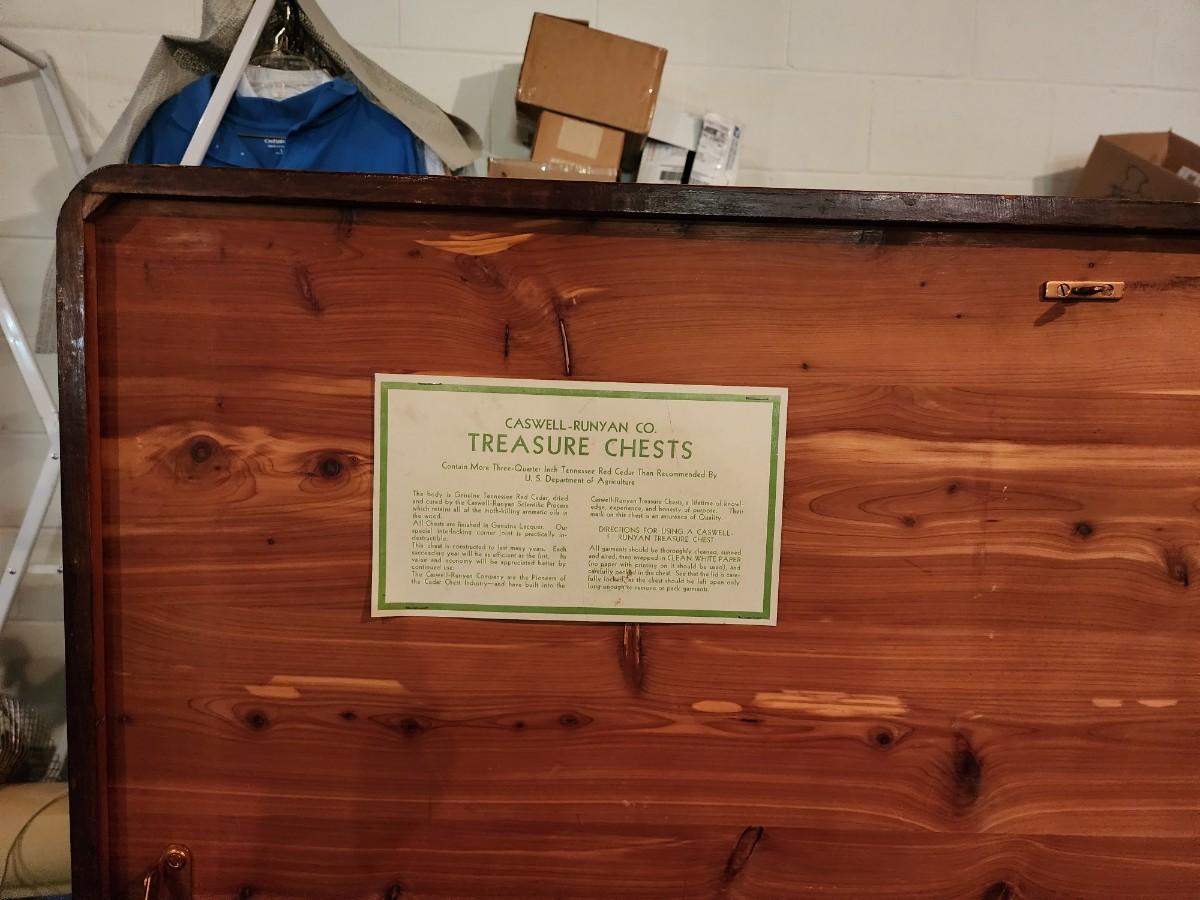 CASWELL-RUNYAN CO.
TREASURE CHESTS
Contain More Three-Quarter Inch Tennessee Red Cedar Than Recommended By
U. S. Department of Agriculture
The body is Genuine Tennessee Red Cedar, dried
and cured by the Caswell-Runyan Scientific Process
which retains all of the moth-killing aromatic oils in
the wood.
All Chests are finished in Genuine Lacquer. Our
special interlocking corner joint is practically in-
destructible.
This chest is constructed to last many years. Each
succeeding year will be as efficient as the first. Its
value and economy will be appreciated better by
continued use.
The Caswell-Runyan Company are the Pioneers of
the Cedar Chest Industry—and have built into the
Caswell-Runyan Treasure Chests, a lifetime of knowl-
edge, experience, and honesty of purpose. Their
mark on this chest is an assurance of Quality.
DIRECTIONS FOR USING A CASWELL-
RUNYAN TREASURE CHEST
All garments should be thoroughly cleaned, sunned
and aired, then wrapped in CLEAN WHITE PAPER
(no paper with printing on it should be used), and
carefully packed in the chest. See that the lid is care-
fully locked, as the chest should be left open only
long enough to remove or pack garments.